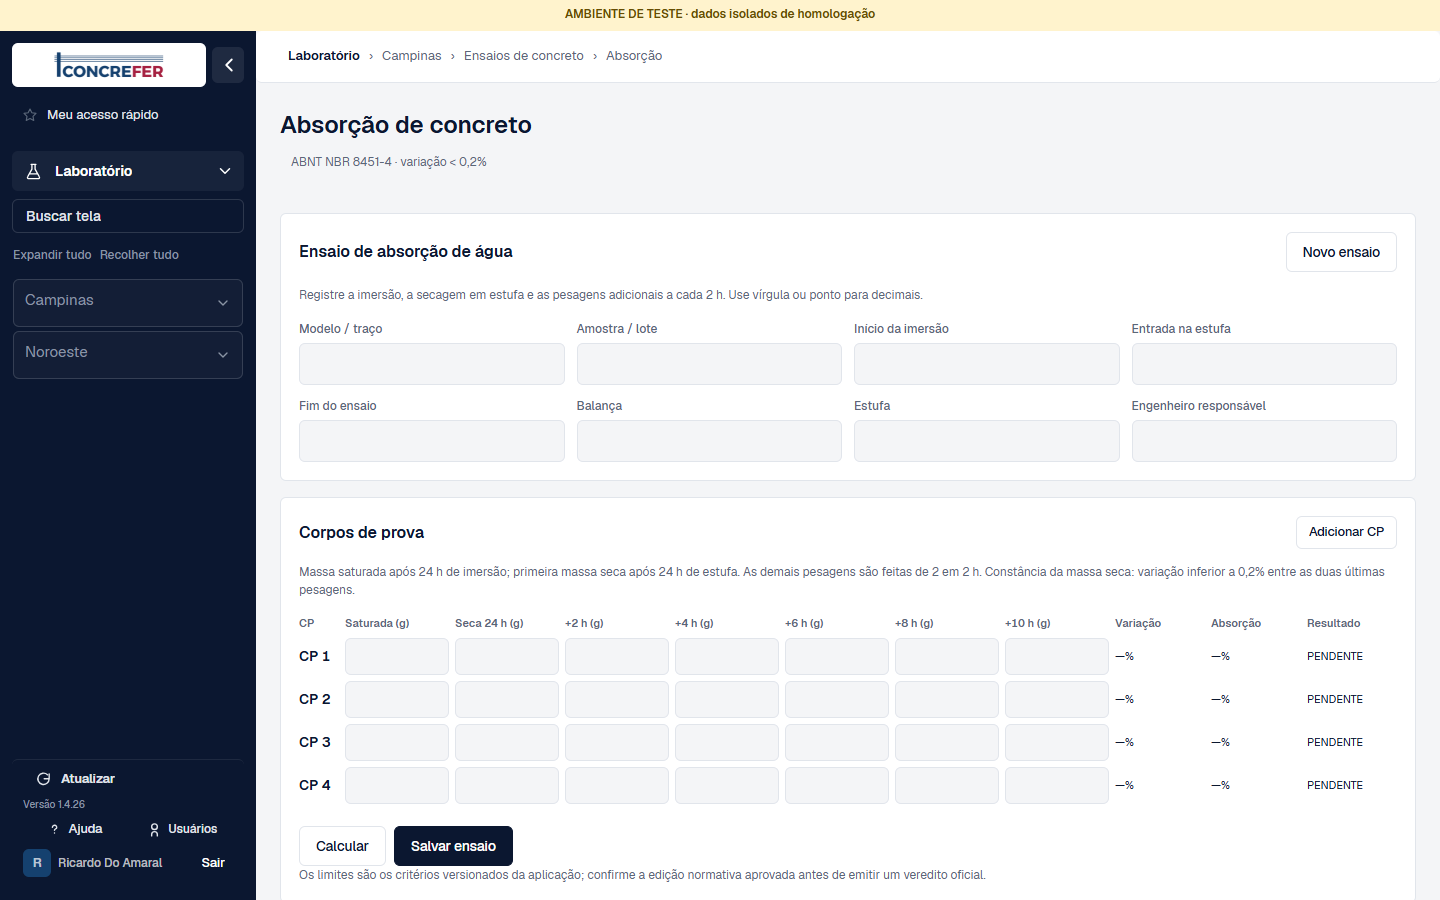 AMBIENTE DE TESTE · dados isolados de homologação
CONCREFER
Meu acesso rápido
Laboratório
Buscar tela
Expandir tudo Recolher tudo
Campinas
Noroeste
Atualizar
Versão 1.4.26
? Ajuda Usuários
R Ricardo Do Amaral Sair
Laboratório › Campinas › Ensaios de concreto › Absorção
Absorção de concreto
ABNT NBR 8451-4 · variação < 0,2%
Ensaio de absorção de água
Novo ensaio
Registre a imersão, a secagem em estufa e as pesagens adicionais a cada 2 h. Use vírgula ou ponto para decimais.
Modelo / traço Amostra / lote Início da imersão Entrada na estufa
Fim do ensaio Balança Estufa Engenheiro responsável
Corpos de prova
Adicionar CP
Massa saturada após 24 h de imersão; primeira massa seca após 24 h de estufa. As demais pesagens são feitas de 2 em 2 h. Constância da massa seca: variação inferior a 0,2% entre as duas últimas
pesagens.
CP Saturada (g) Seca 24 h (g) +2 h (g) +4 h (g) +6 h (g) +8 h (g) +10 h (g) Variação Absorção Resultado
CP 1 —% —% PENDENTE
CP 2 —% —% PENDENTE
CP 3 —% —% PENDENTE
CP 4 —% —% PENDENTE
Calcular Salvar ensaio
Os limites são os critérios versionados da aplicação; confirme a edição normativa aprovada antes de emitir um veredito oficial.